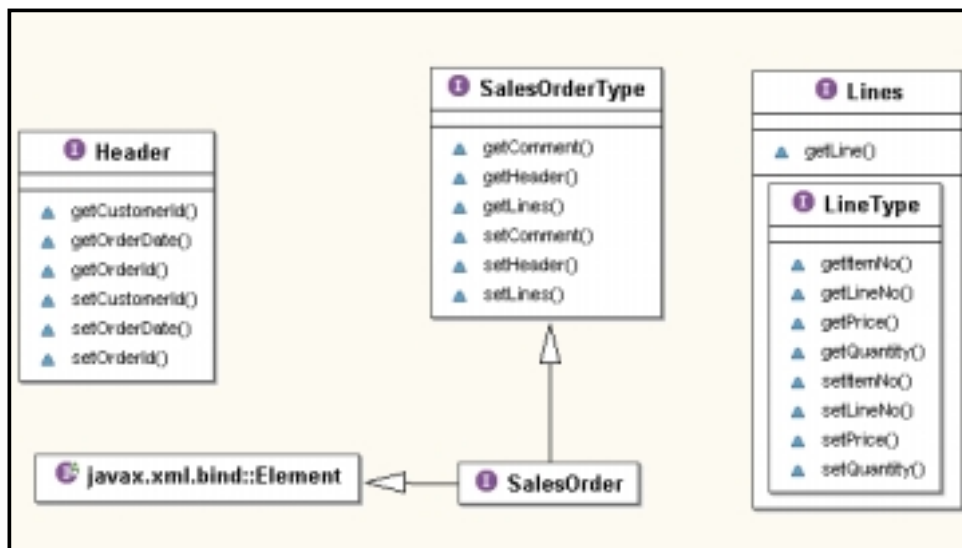 Header
getCustomerId()
getOrderDate()
getOrderId()
setCustomerId()
setOrderDate()
setOrderId()
SalesOrderType
getComment()
getHeader()
getLines()
setComment()
setHeader()
setLines()
Lines
getLine()
LineType
getItemNo()
getLineNo()
getPrice()
getQuantity()
setItemNo()
setLineNo()
setPrice()
setQuantity()
javax.xml.bind::Element
SalesOrder